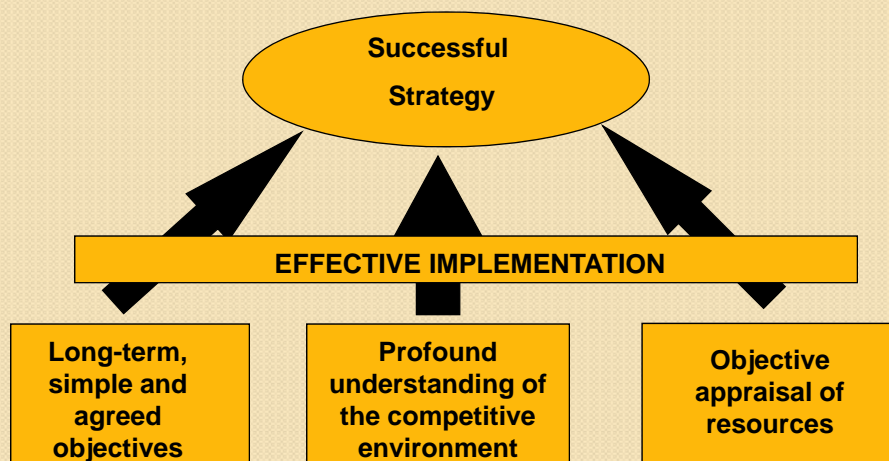 Successful
Strategy
EFFECTIVE IMPLEMENTATION
Long-term,
simple and
agreed
objectives
Profound
understanding of
the competitive
environment
Objective
appraisal of
resources